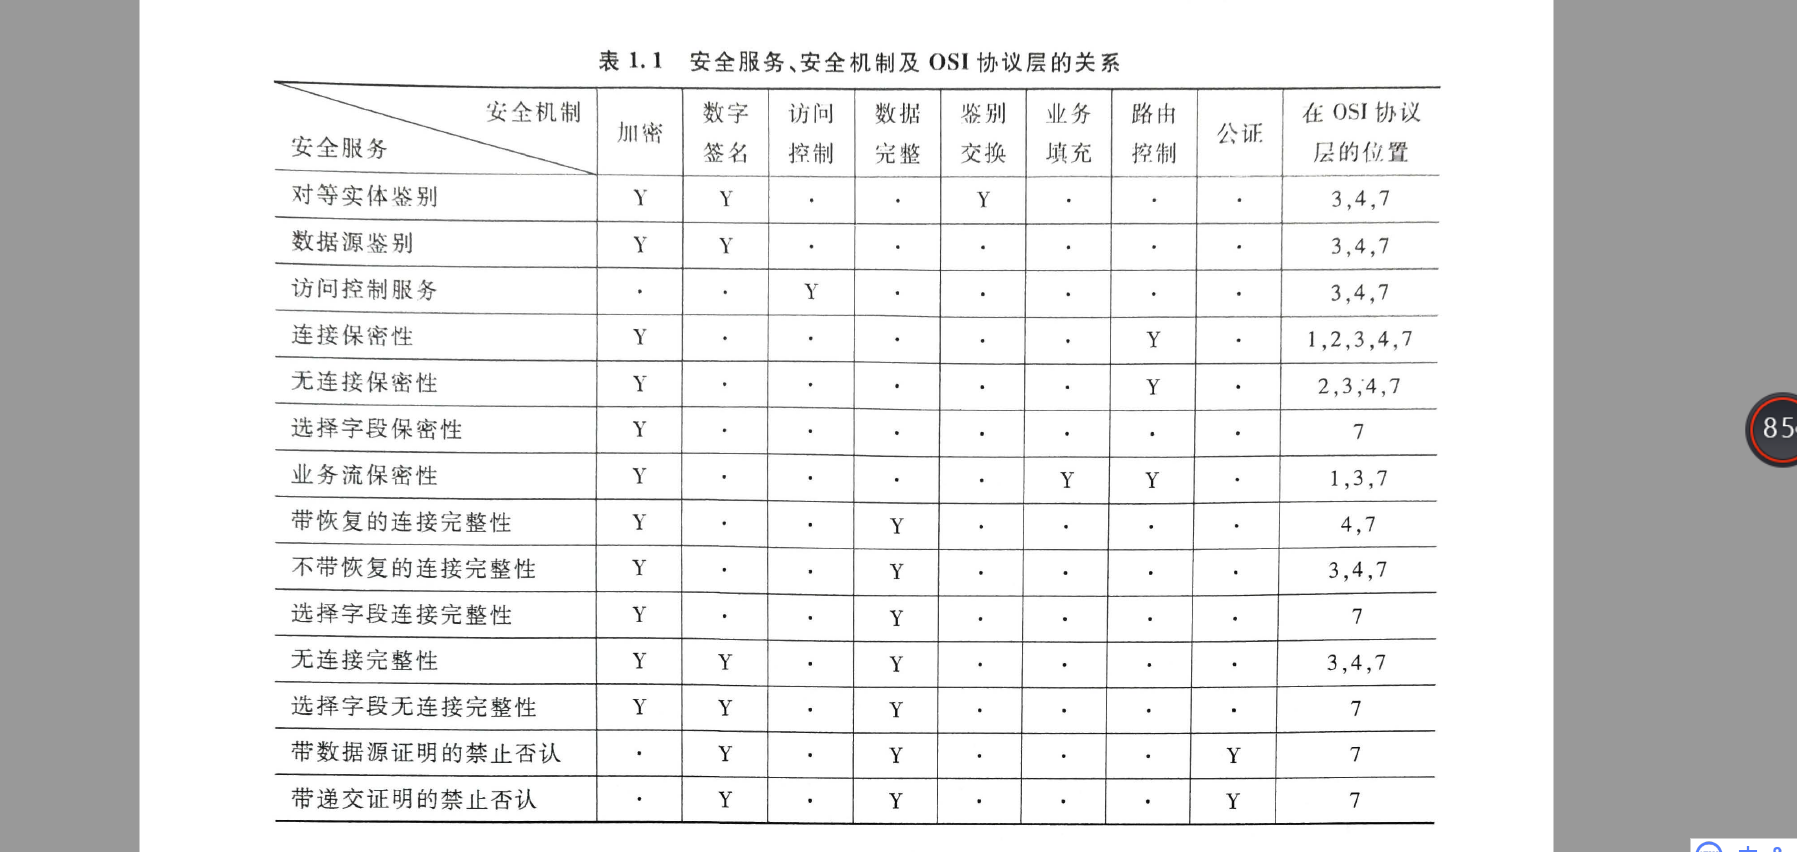 表 1.1 安全服务、安全机制及 OSI 协议层的关系
安全机制
安全服务
加密
数字签名
访问控制
数据完整
鉴别交换
业务填充
路由控制
公证
在 OSI 协议层的位置
对等实体鉴别 Y Y · · Y · · · 3,4,7
数据源鉴别 Y Y · · · · · · 3,4,7
访问控制服务 · · Y · · · · · 3,4,7
连接保密性 Y · · · · · Y · 1,2,3,4,7
无连接保密性 Y · · · · · Y · 2,3,4,7
选择字段保密性 Y · · · · · · · 7
业务流保密性 Y · · · · Y Y · 1,3,7
带恢复的连接完整性 Y · · Y · · · · 4,7
不带恢复的连接完整性 Y · · Y · · · · 3,4,7
选择字段连接完整性 Y · · Y · · · · 7
无连接完整性 Y Y · Y · · · · 3,4,7
选择字段无连接完整性 Y Y · Y · · · · 7
带数据源证明的禁止否认 · Y · Y · · · Y 7
带递交证明的禁止否认 · Y · Y · · · Y 7
85